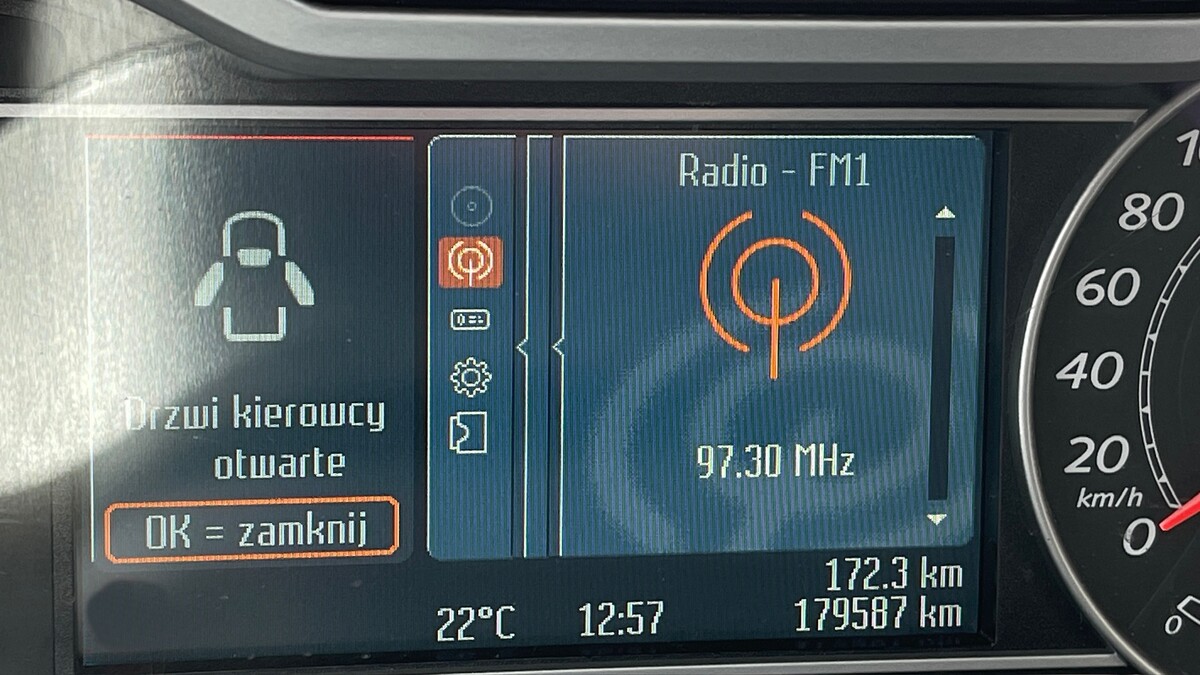 Drzwi kierowcy
otwarte
OK = zamknij
Radio - FM1
97.30 MHz
172.3 km
22°C 12:57 179587 km
80
60
40
20
km/h
0
0